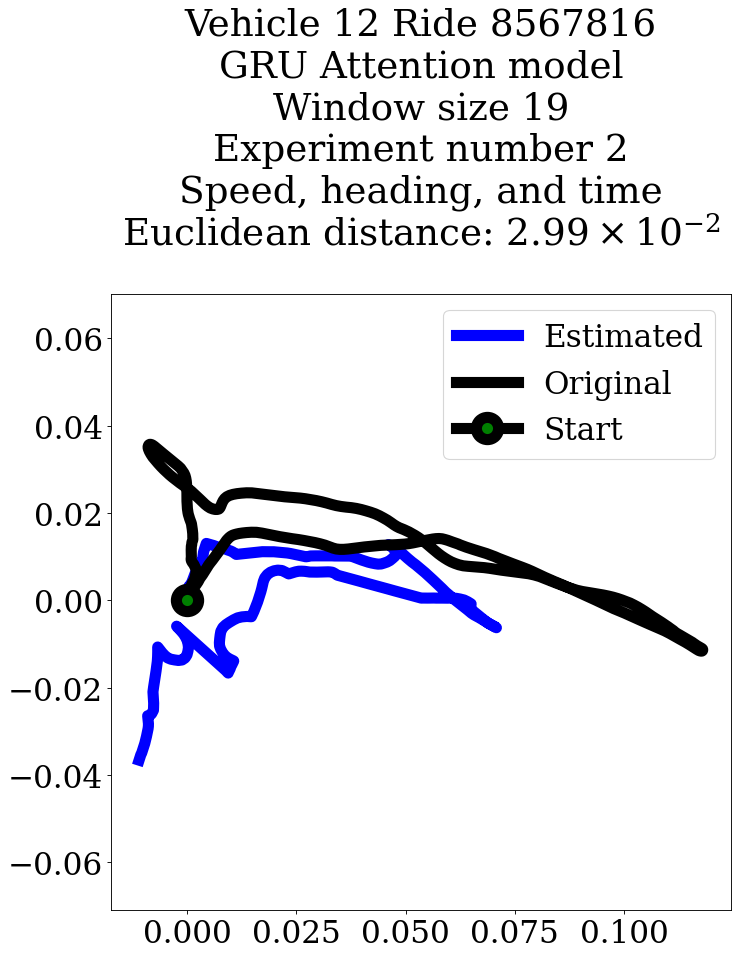 Vehicle 12 Ride 8567816
GRU Attention model
Window size 19
Experiment number 2
Speed, heading, and time
Euclidean distance: 2.99 × 10⁻²
Estimated
Original
Start
0.06
0.04
0.02
0.00
−0.02
−0.04
−0.06
0.000 0.025 0.050 0.075 0.100